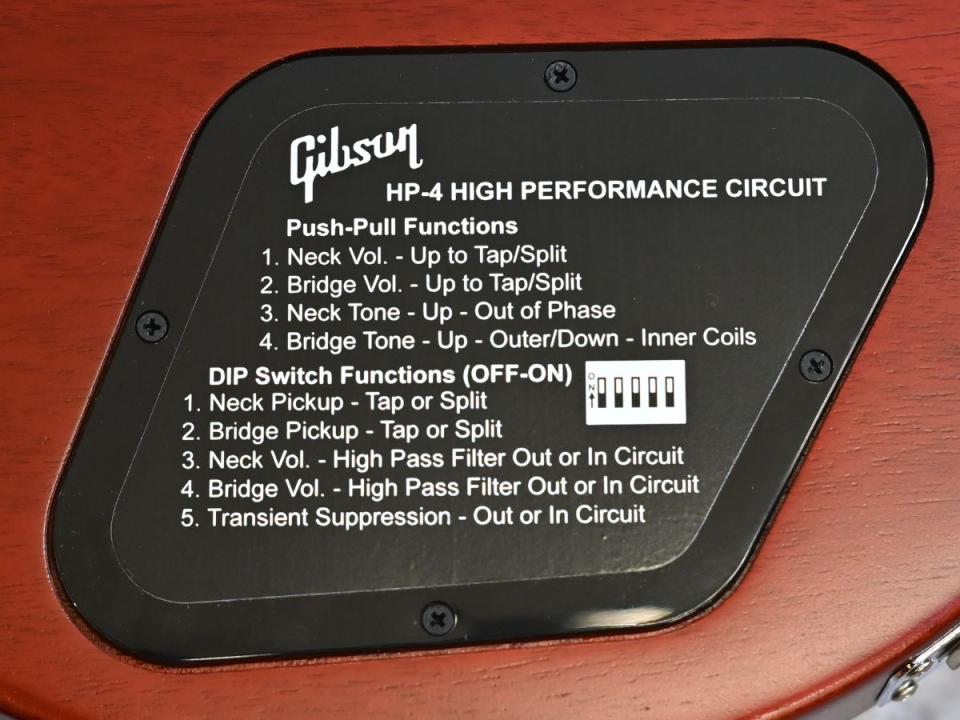 Gibson
HP-4 HIGH PERFORMANCE CIRCUIT
Push-Pull Functions
1. Neck Vol. - Up to Tap/Split
2. Bridge Vol. - Up to Tap/Split
3. Neck Tone - Up - Out of Phase
4. Bridge Tone - Up - Outer/Down - Inner Coils
DIP Switch Functions (OFF-ON)
ON
1. Neck Pickup - Tap or Split
2. Bridge Pickup - Tap or Split
3. Neck Vol. - High Pass Filter Out or In Circuit
4. Bridge Vol. - High Pass Filter Out or In Circuit
5. Transient Suppression - Out or In Circuit